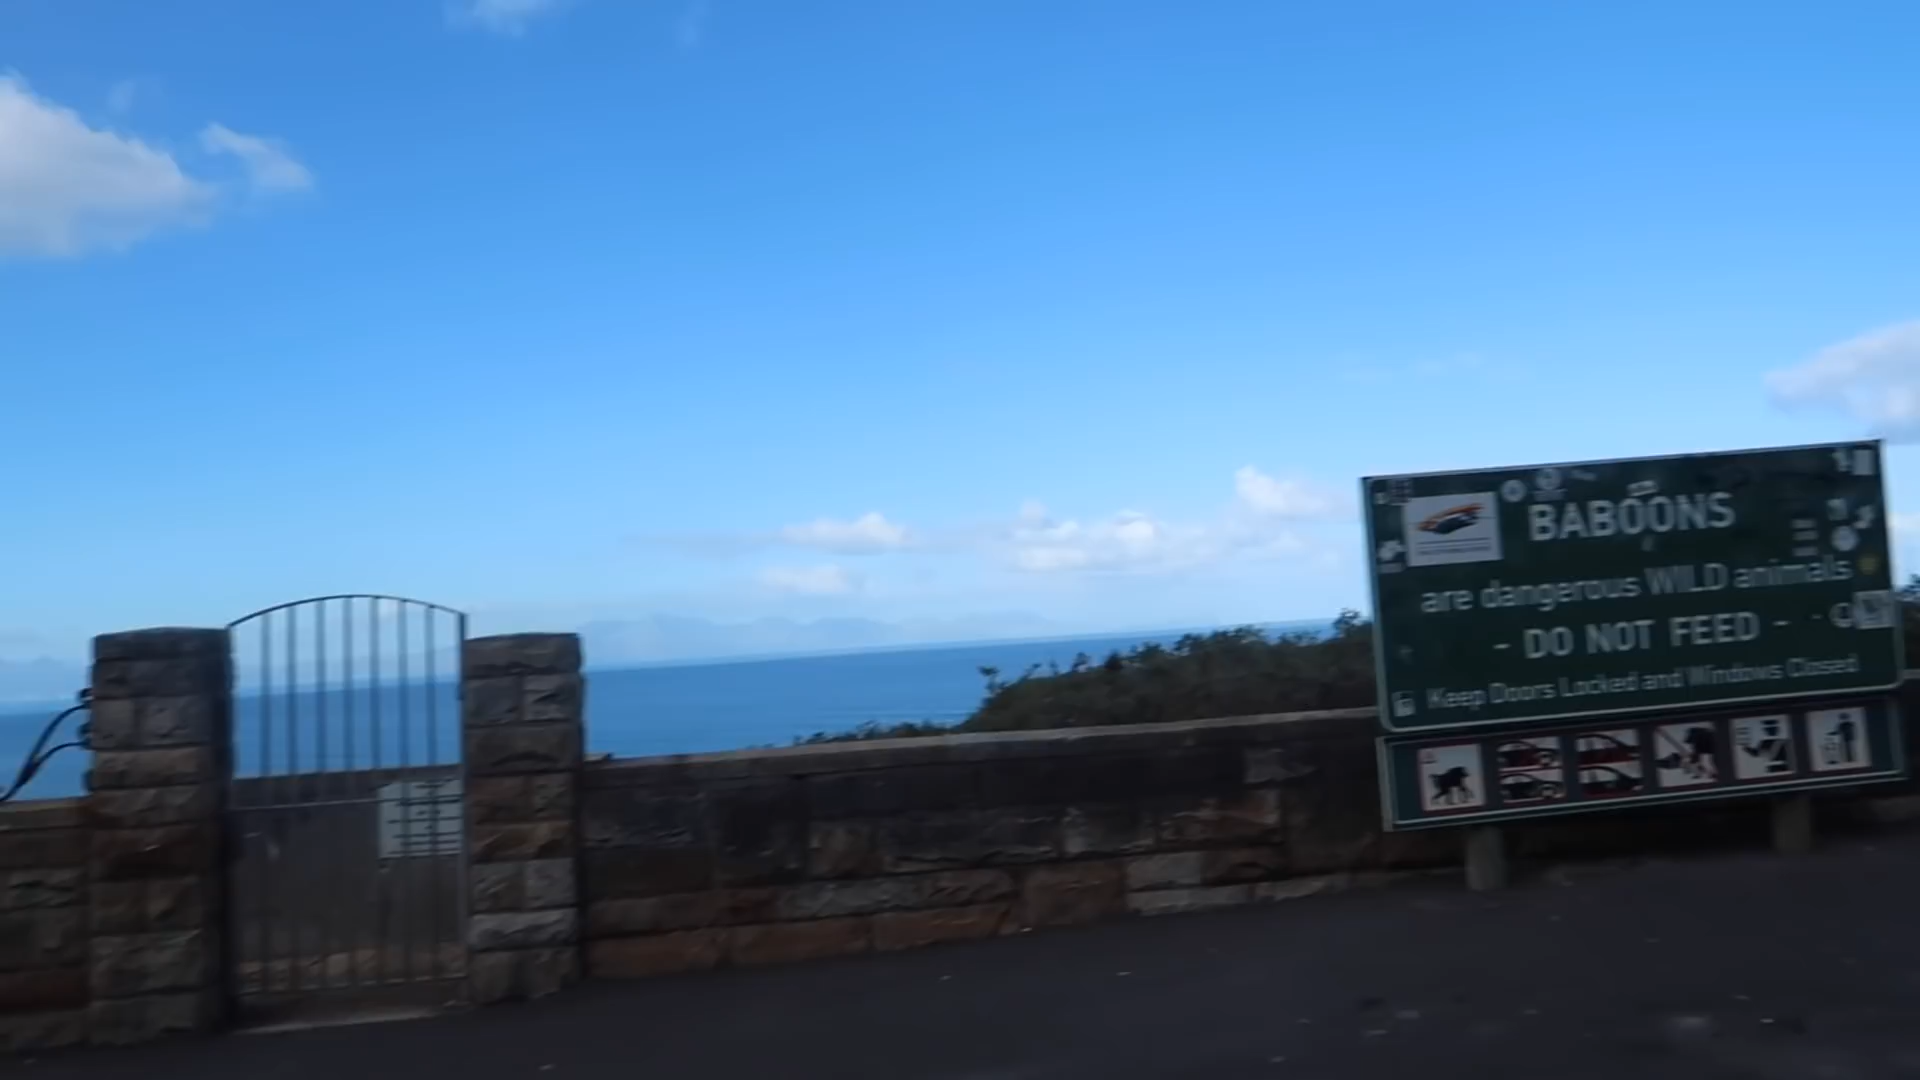 BABOONS
are dangerous WILD animals
- DO NOT FEED -
Keep Doors Locked and Windows Closed